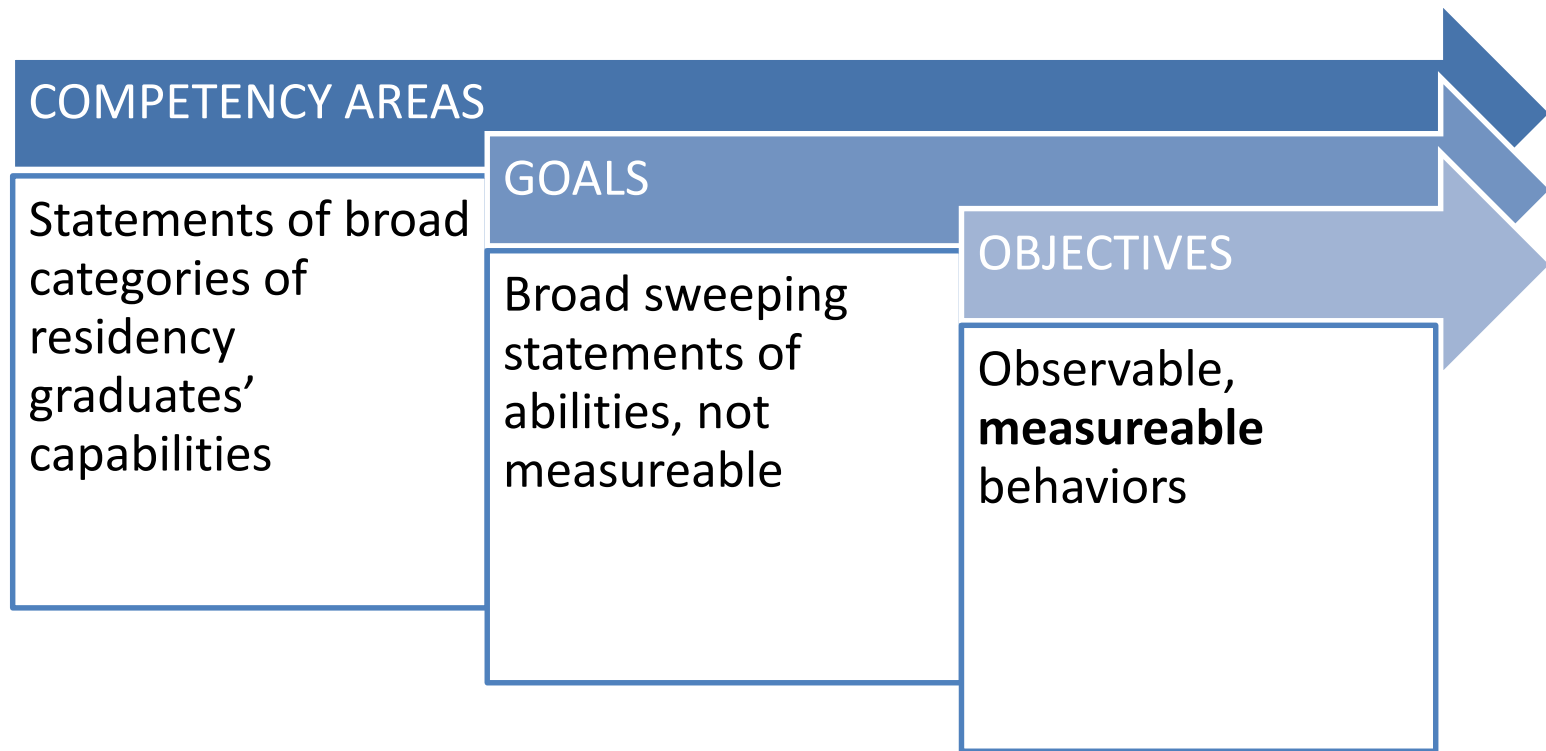 COMPETENCY AREAS
Statements of broad
categories of
residency
graduates’
capabilities
GOALS
Broad sweeping
statements of
abilities, not
measureable
OBJECTIVES
Observable,
measureable
behaviors